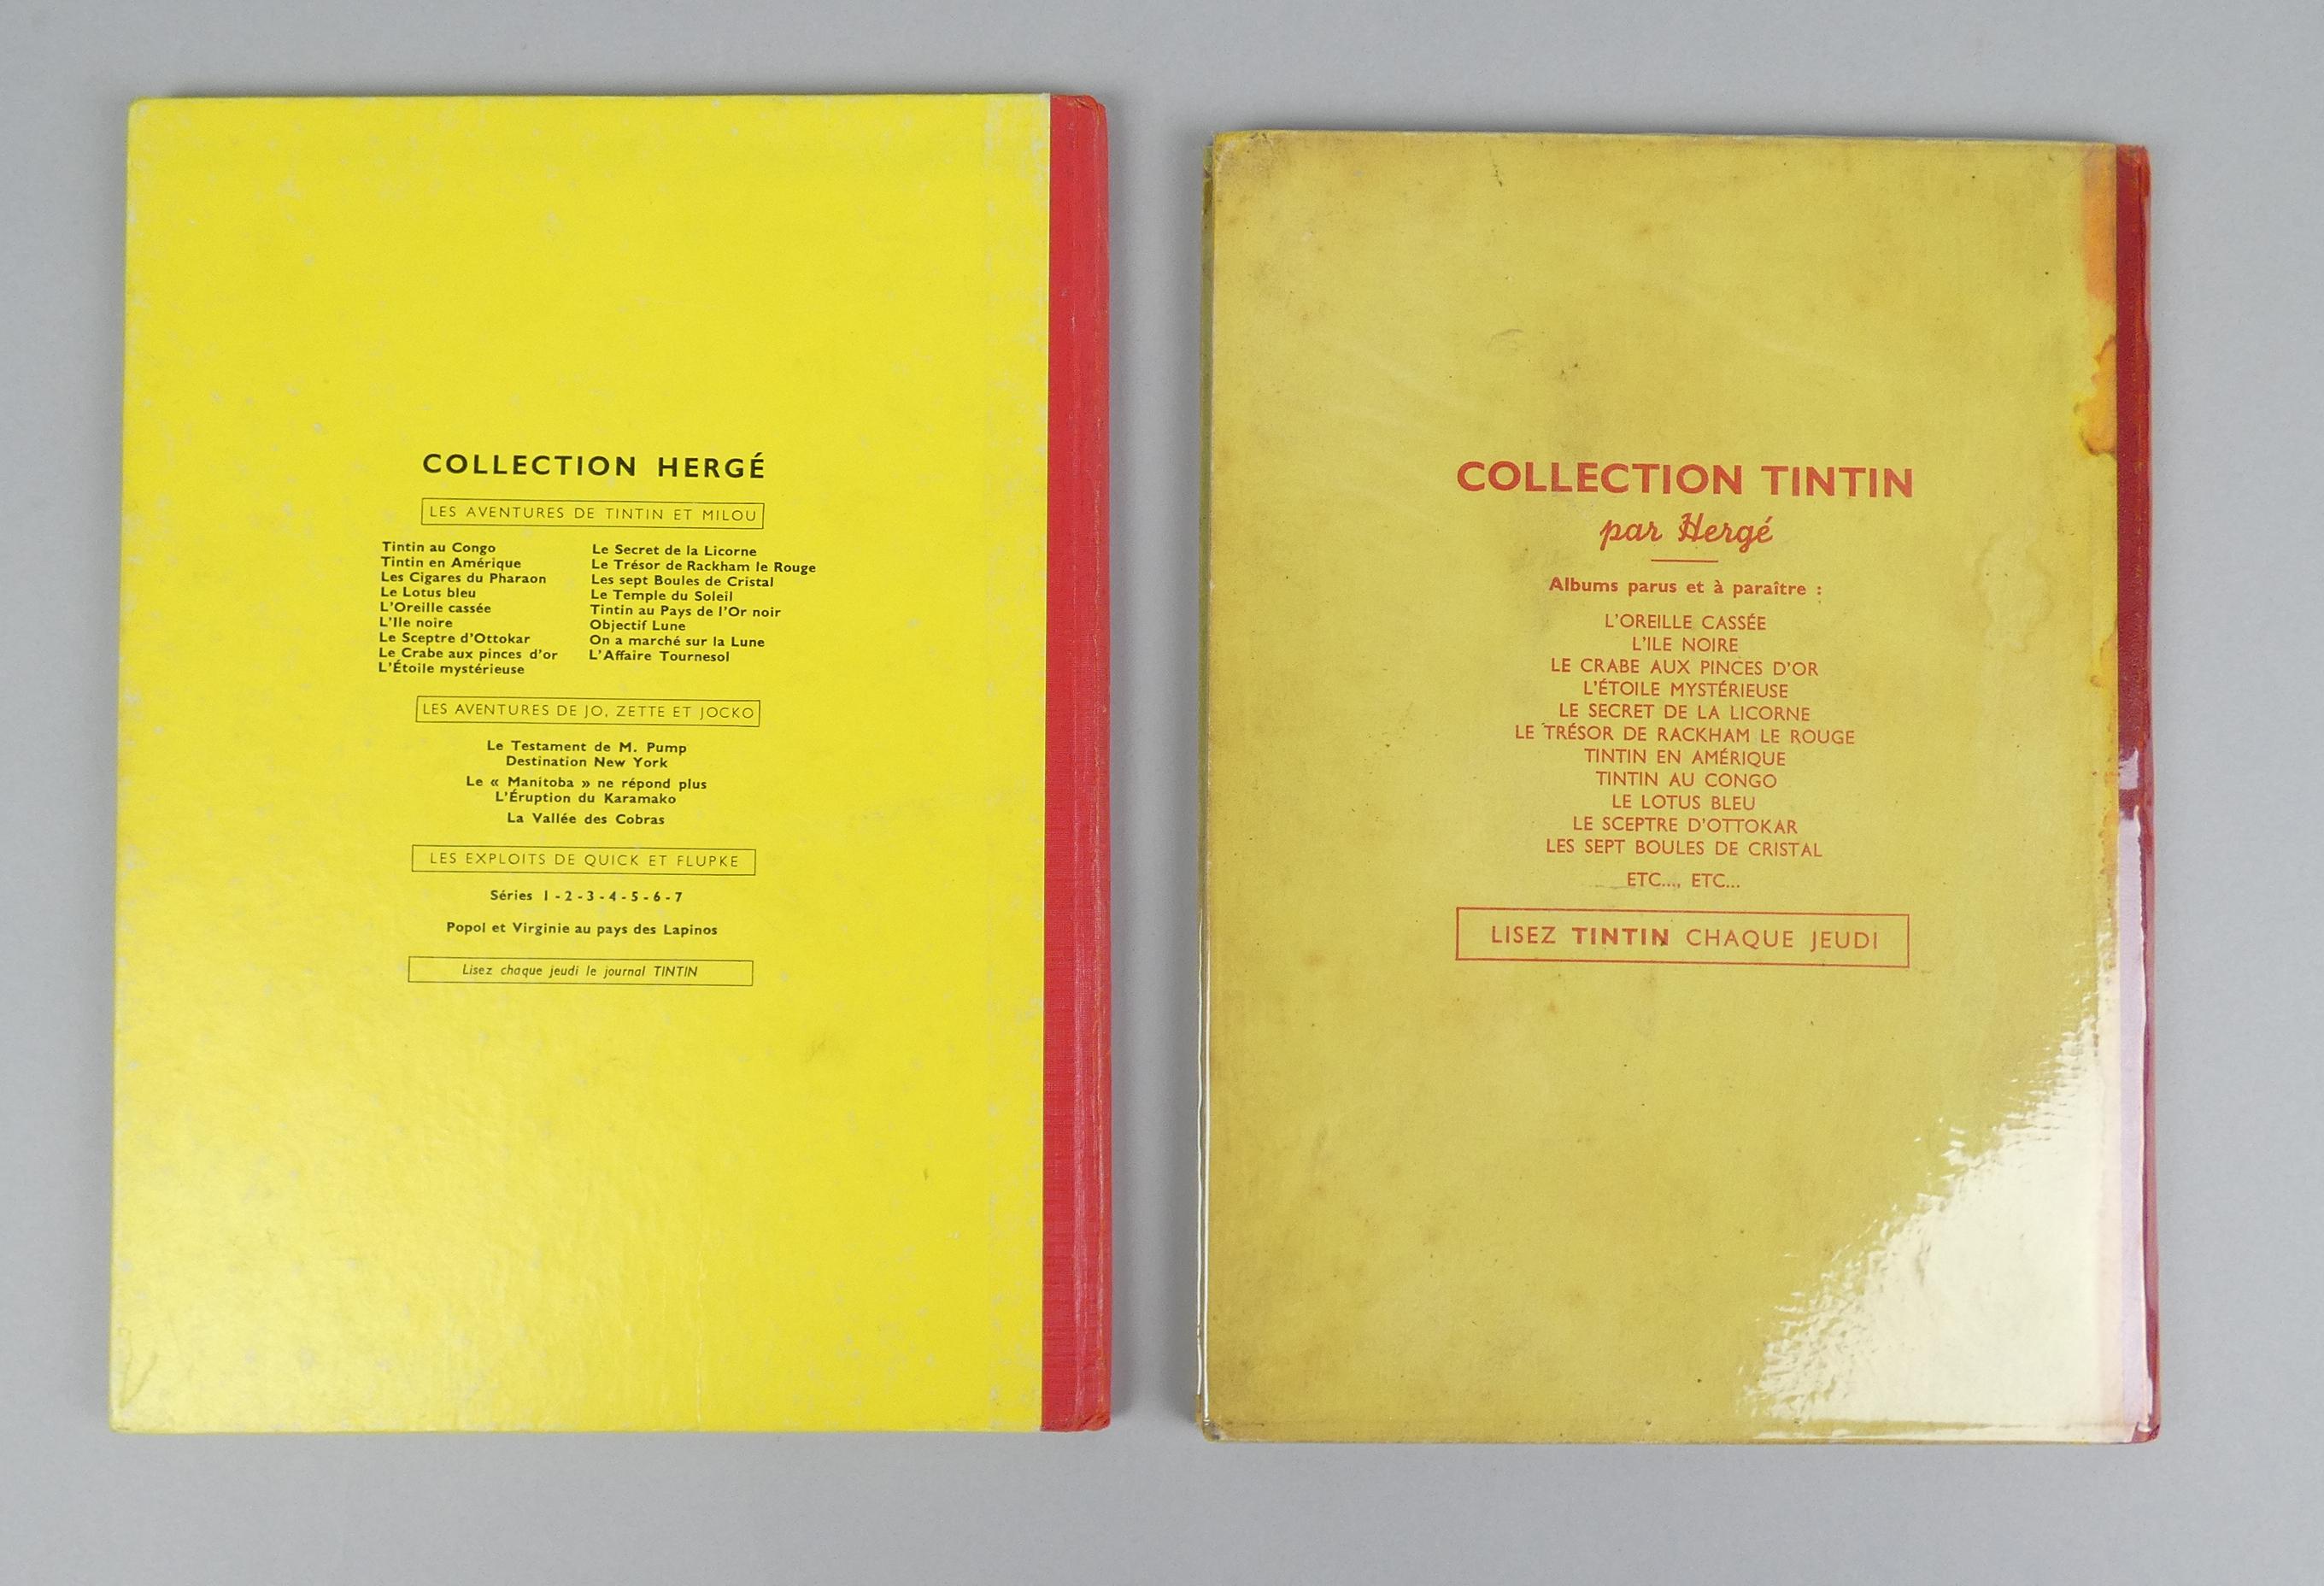 COLLECTION HERGÉ
LES AVENTURES DE TINTIN ET MILOU
Tintin au Congo
Tintin en Amérique
Les Cigares du Pharaon
Le Lotus bleu
L'Oreille cassée
L'Ile noire
Le Sceptre d'Ottokar
Le Crabe aux pinces d'or
L'Étoile mystérieuse
Le Secret de la Licorne
Le Trésor de Rackham le Rouge
Les sept Boules de Cristal
Le Temple du Soleil
Tintin au Pays de l'Or noir
Objectif Lune
On a marché sur la Lune
L'Affaire Tournesol
LES AVENTURES DE JO, ZETTE ET JOCKO
Le Testament de M. Pump
Destination New York
Le « Manitoba » ne répond plus
L'Éruption du Karamako
La Vallée des Cobras
LES EXPLOITS DE QUICK ET FLUPKE
Séries 1 - 2 - 3 - 4 - 5 - 6 - 7
Popol et Virginie au pays des Lapinos
Lisez chaque jeudi le journal TINTIN
COLLECTION TINTIN
par Hergé
Albums parus et à paraître :
L'OREILLE CASSÉE
L'ILE NOIRE
LE CRABE AUX PINCES D'OR
L'ÉTOILE MYSTÉRIEUSE
LE SECRET DE LA LICORNE
LE TRÉSOR DE RACKHAM LE ROUGE
TINTIN EN AMÉRIQUE
TINTIN AU CONGO
LE LOTUS BLEU
LE SCEPTRE D'OTTOKAR
LES SEPT BOULES DE CRISTAL
ETC..., ETC...
LISEZ TINTIN CHAQUE JEUDI